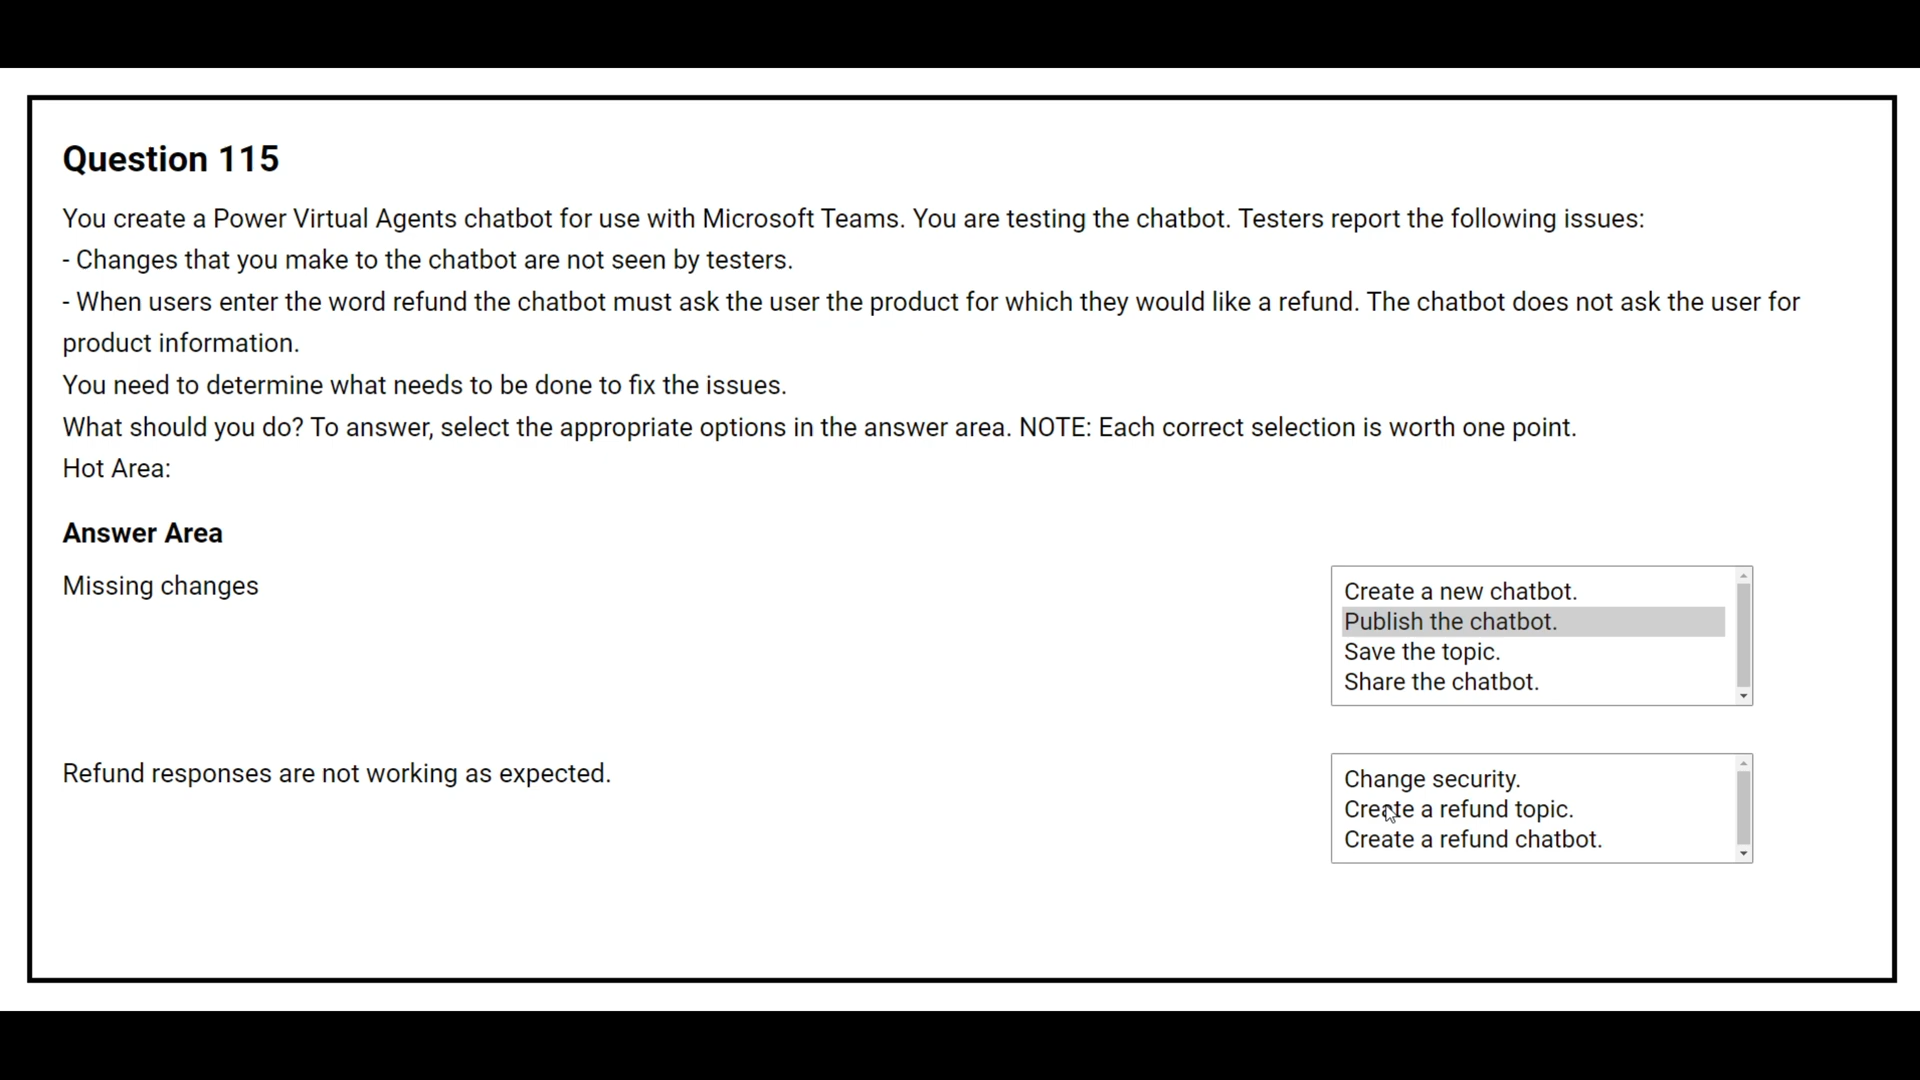 Question 115
You create a Power Virtual Agents chatbot for use with Microsoft Teams. You are testing the chatbot. Testers report the following issues:
- Changes that you make to the chatbot are not seen by testers.
- When users enter the word refund the chatbot must ask the user the product for which they would like a refund. The chatbot does not ask the user for
product information.
You need to determine what needs to be done to fix the issues.
What should you do? To answer, select the appropriate options in the answer area. NOTE: Each correct selection is worth one point.
Hot Area:
Answer Area
Missing changes
Create a new chatbot.
Publish the chatbot.
Save the topic.
Share the chatbot.
Refund responses are not working as expected.
Change security.
Create a refund topic.
Create a refund chatbot.